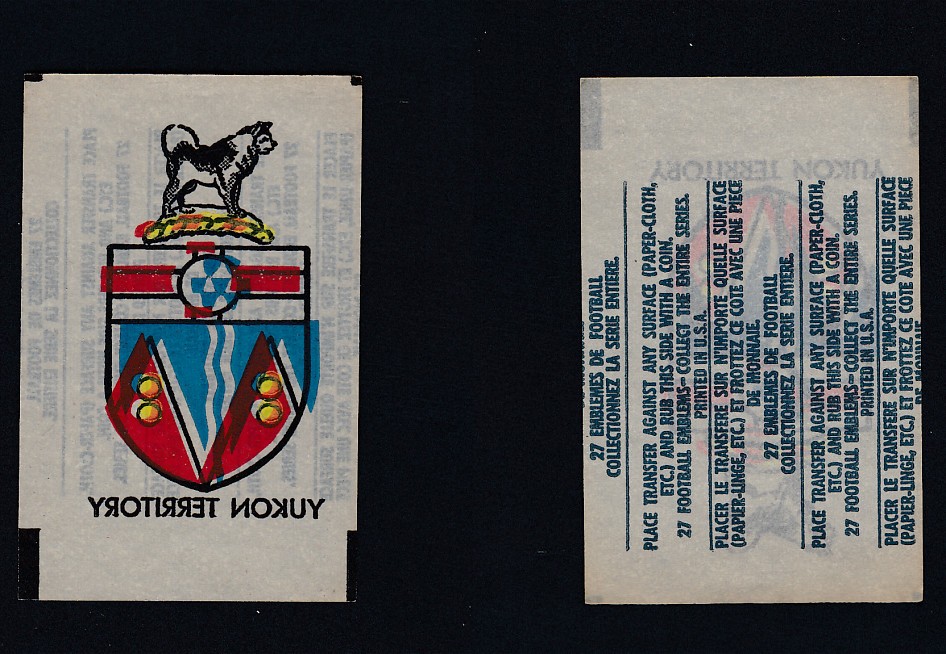 YUKON TERRITORY
YUKON TERRITORY
27 EMBLEMES DE FOOTBALL
COLLECTIONNEZ LA SERIE ENTIERE.
PLACE TRANSFER AGAINST ANY SURFACE (PAPER-CLOTH,
ETC.) AND RUB THIS SIDE WITH A COIN.
27 FOOTBALL EMBLEMS-COLLECT THE ENTIRE SERIES.
PRINTED IN U.S.A.
PLACER LE TRANSFERE SUR N'IMPORTE QUELLE SURFACE
(PAPIER-LINGE, ETC.) ET FROTTEZ CE COTE AVEC UNE PIECE
DE MONNAIE.
27 EMBLEMES DE FOOTBALL
COLLECTIONNEZ LA SERIE ENTIERE.
PLACE TRANSFER AGAINST ANY SURFACE (PAPER-CLOTH,
ETC.) AND RUB THIS SIDE WITH A COIN.
27 FOOTBALL EMBLEMS-COLLECT THE ENTIRE SERIES.
PRINTED IN U.S.A.
PLACER LE TRANSFERE SUR N'IMPORTE QUELLE SURFACE
(PAPIER-LINGE, ETC.) ET FROTTEZ CE COTE AVEC UNE PIECE
DE MONNAIE